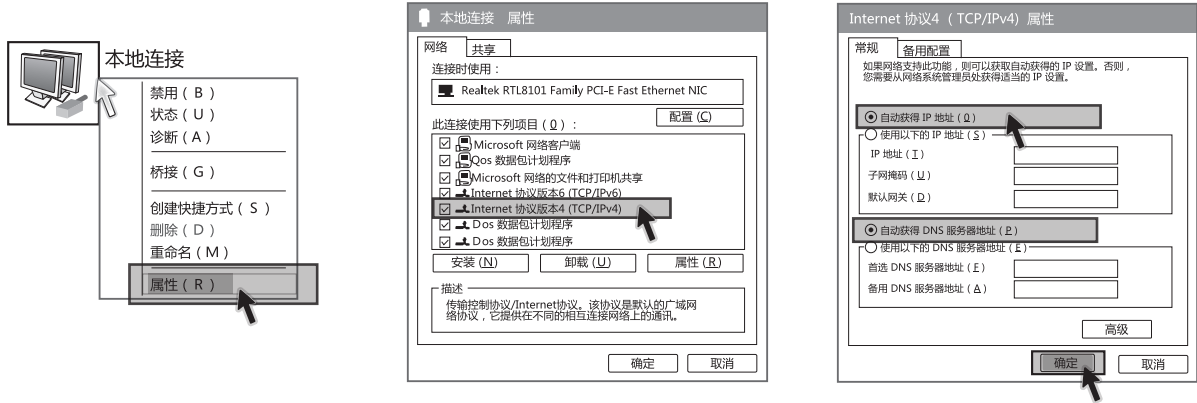 本地连接
禁用 ( B )
状态 ( U )
诊断 ( A )
桥接 ( G )
创建快捷方式 ( S )
删除 ( D )
重命名 ( M )
属性 ( R )
本地连接 属性
网络 共享
连接时使用：
Realtek RTL8101 Family PCI-E Fast Ethernet NIC
配置 (C)
此连接使用下列项目 ( 0 ) ：
Microsoft 网络客户端
Qos 数据包计划程序
Microsoft 网络的文件和打印机共享
Internet 协议版本6 (TCP/IPv6)
Internet 协议版本4 (TCP/IPv4)
Dos 数据包计划程序
Dos 数据包计划程序
安装 (N) 卸载 (U) 属性 (R)
描述
传输控制协议/Internet协议。该协议是默认的广域网
络协议，它提供在不同的相互连接网络上的通讯。
确定 取消
Internet 协议4 ( TCP/IPv4) 属性
常规 备用配置
如果网络支持此功能，则可以获取自动获得的 IP 设置。否则，
您需要从网络系统管理员处获得适当的 IP 设置。
自动获得 IP 地址 ( 0 )
使用以下的 IP 地址 ( S )
IP 地址 ( I )
子网掩码 ( U )
默认网关 ( D )
自动获得 DNS 服务器地址 ( P )
使用以下的 DNS 服务器地址 ( E )
首选 DNS 服务器地址 ( F )
备用 DNS 服务器地址 ( A )
高级
确定 取消